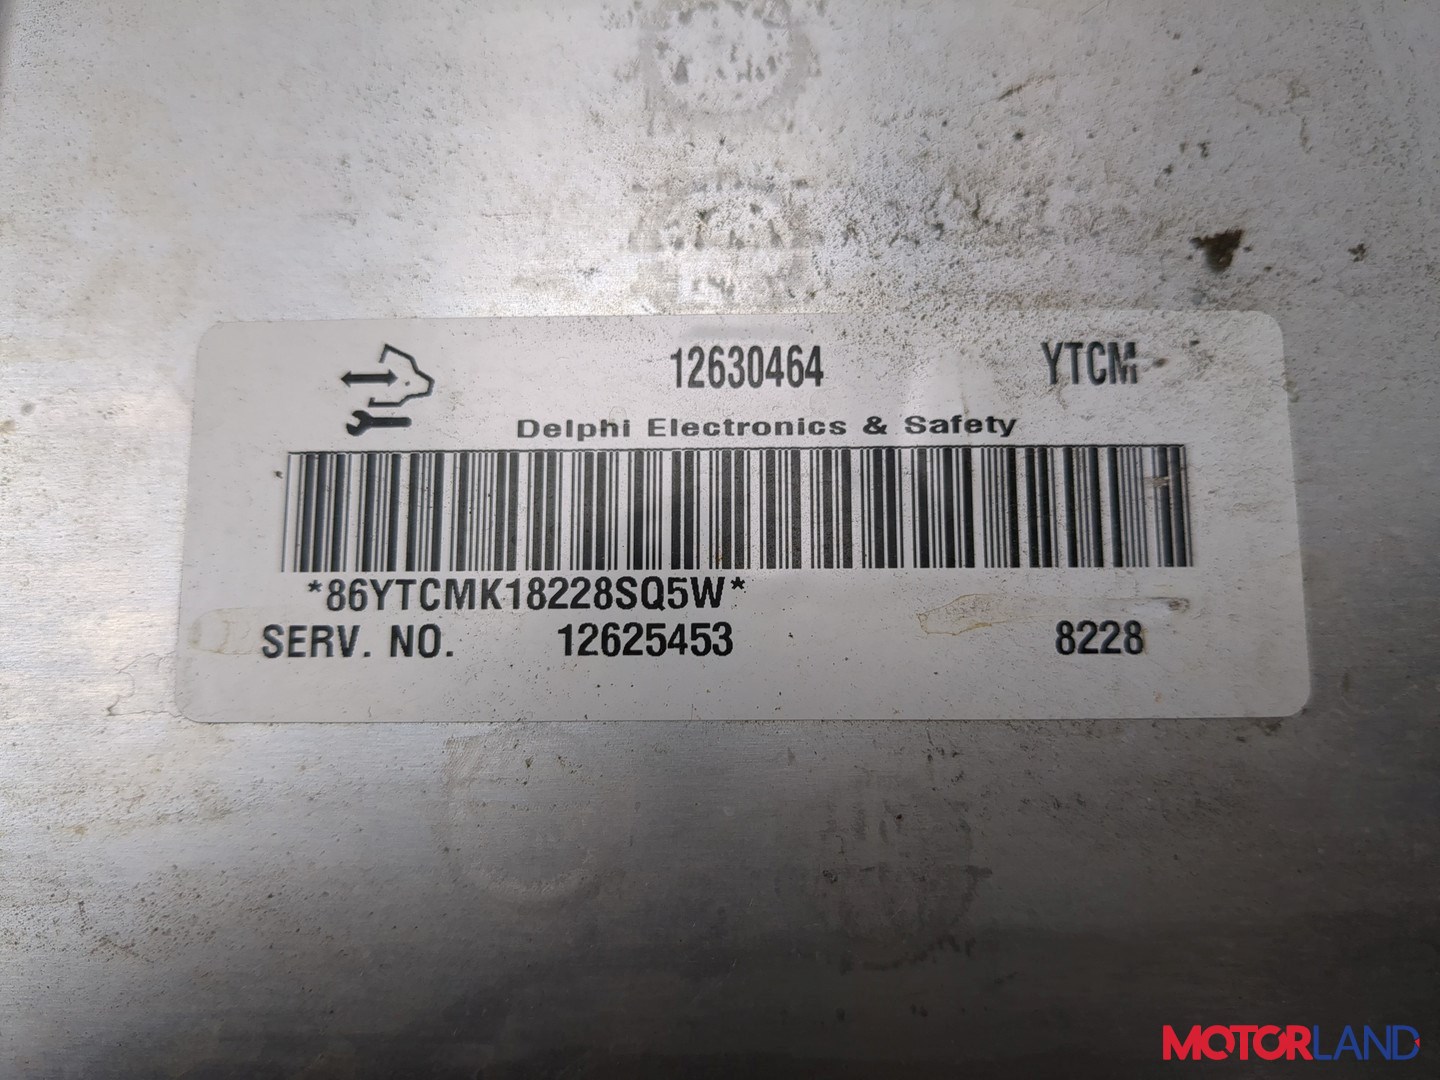 12630464 YTCM
Delphi Electronics & Safety
*86YTCMK18228SQ5W*
SERV. NO. 12625453 8228
MOTORLAND